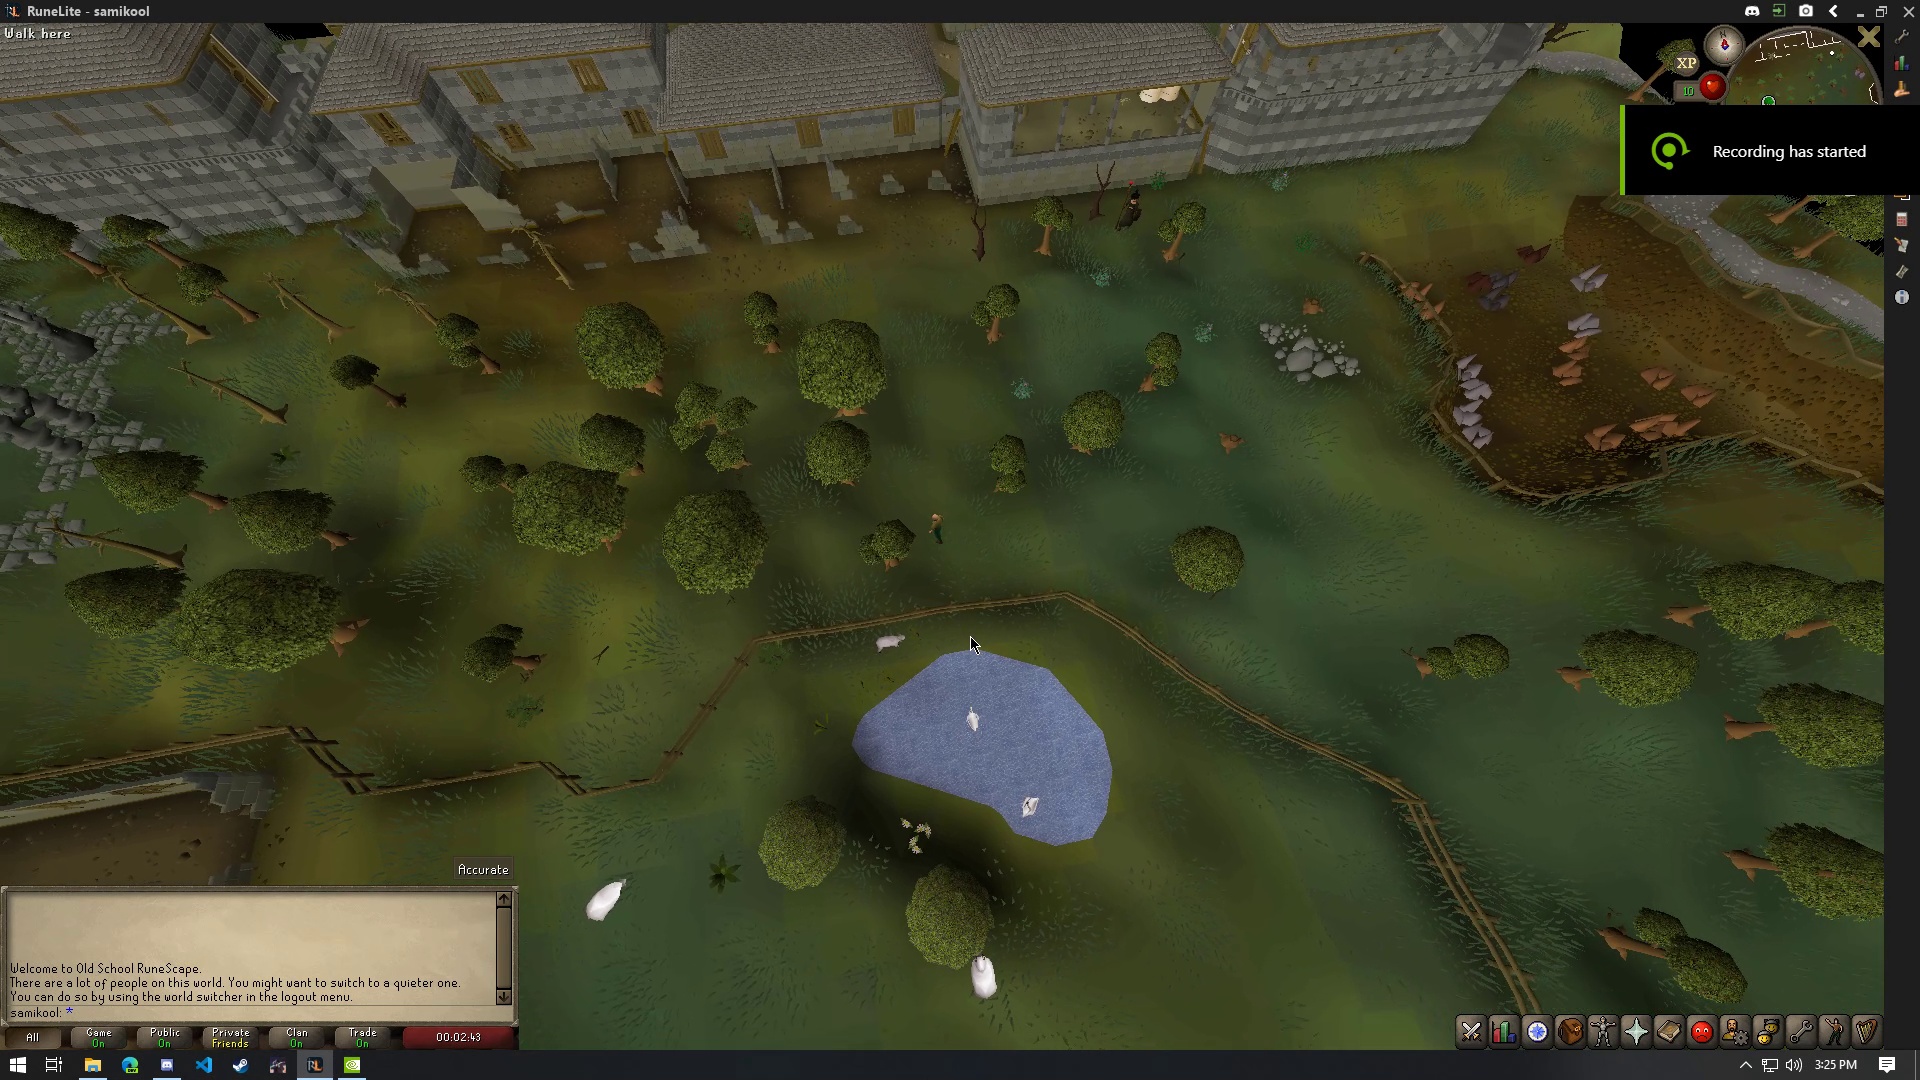 RuneLite - samikool
Walk here
XP
10
Recording has started
Accurate
Welcome to Old School RuneScape.
There are a lot of people on this world. You might want to switch to a quieter one.
You can do so by using the world switcher in the logout menu.
samikool: *
All
Game
On
Public
On
Private
Friends
Clan
On
Trade
On
00:02:43
3:25 PM